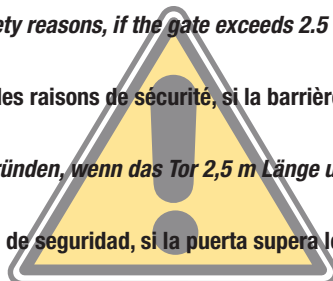 ety reasons, if the gate exceeds 2.5
des raisons de sécurité, si la barrière
ründen, wenn das Tor 2,5 m Länge u
de seguridad, si la puerta supera l